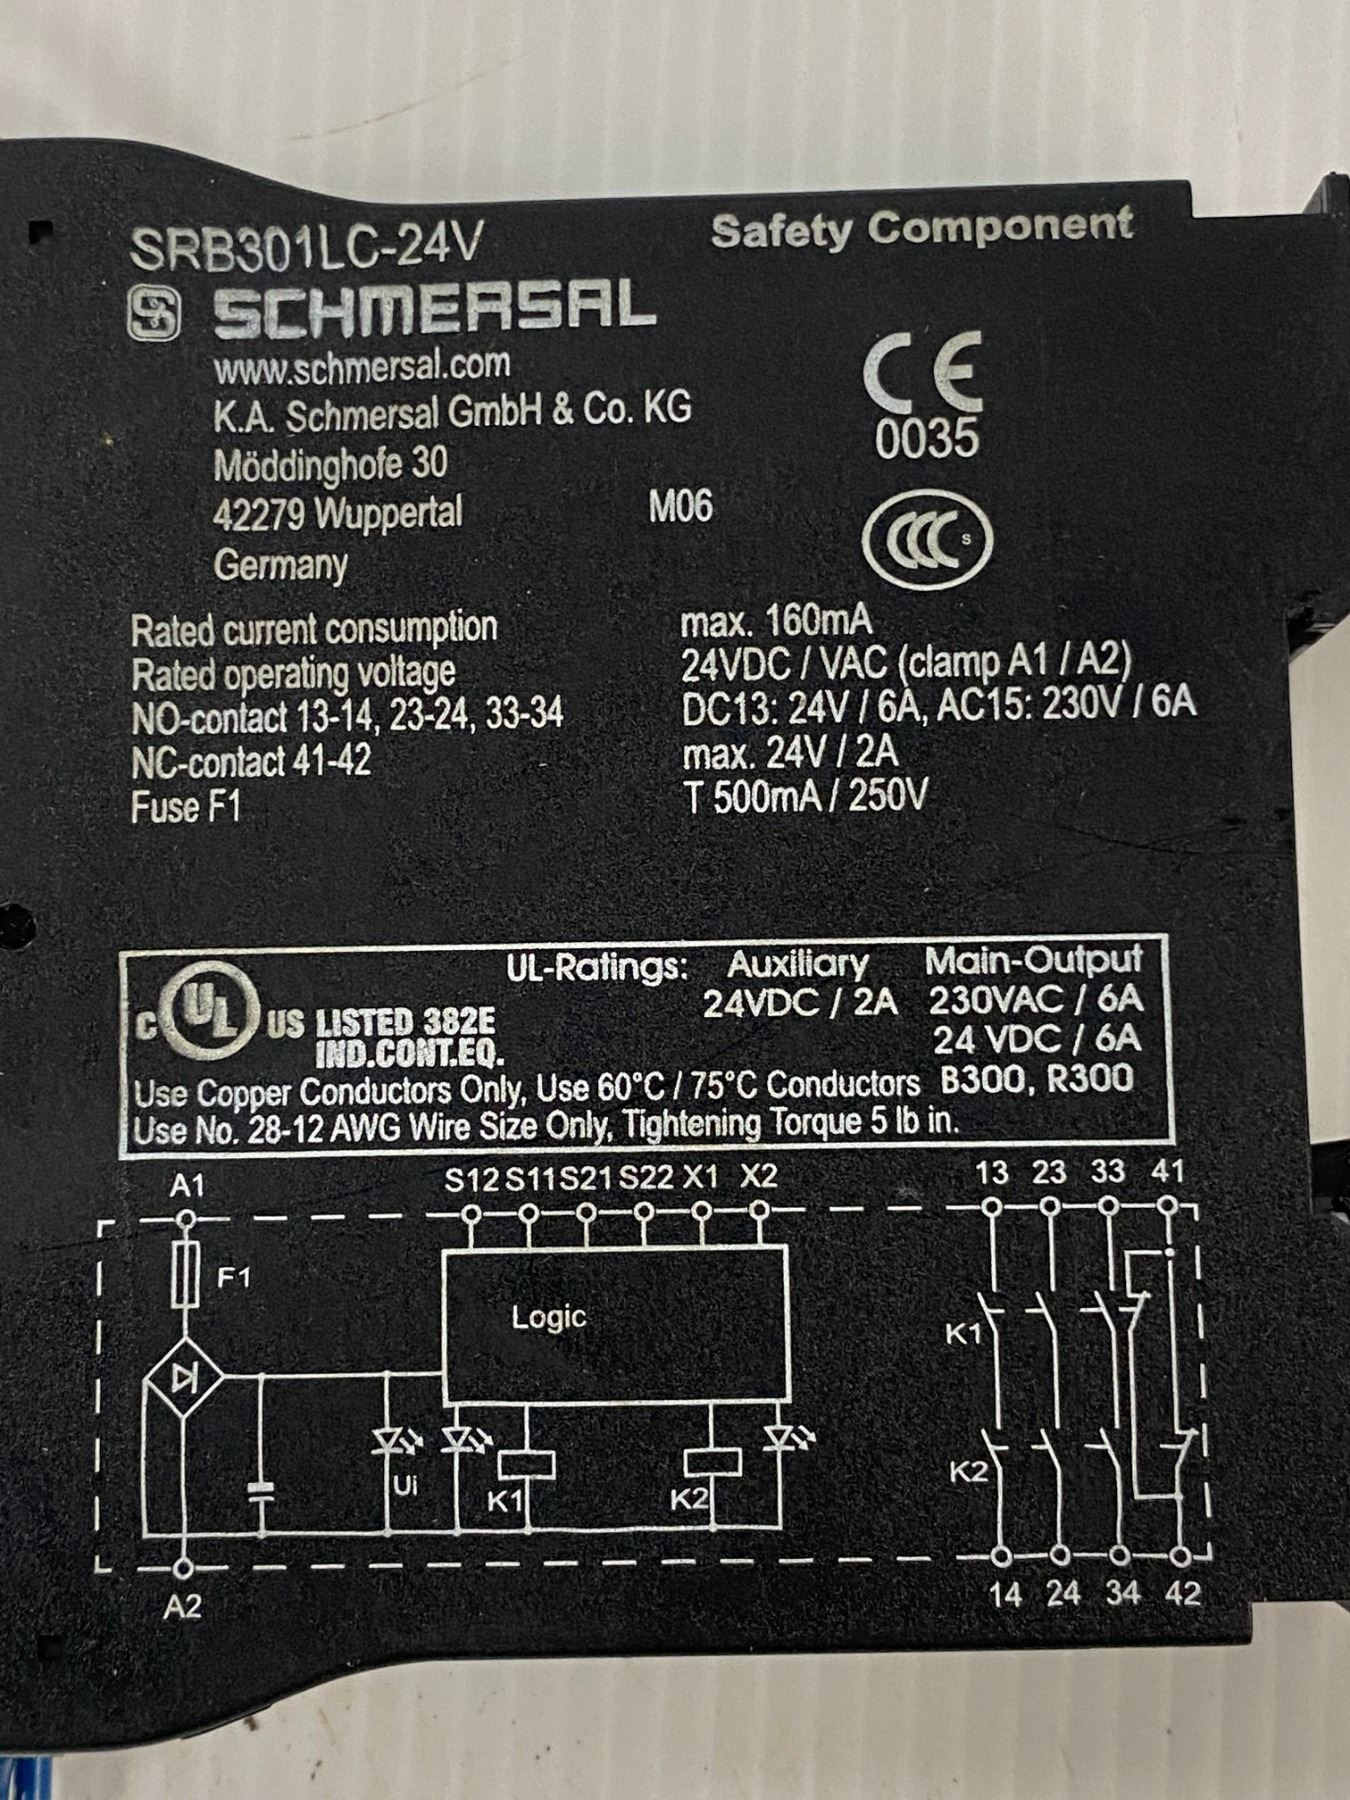 SRB301LC-24V
Safety Component
SCHMERSAL
www.schmersal.com
K.A. Schmersal GmbH & Co. KG
Möddinghofe 30
42279 Wuppertal
Germany
M06
CE
0035
CCC S
Rated current consumption max. 160mA
Rated operating voltage 24VDC / VAC (clamp A1 / A2)
NO-contact 13-14, 23-24, 33-34 DC13: 24V / 6A, AC15: 230V / 6A
NC-contact 41-42 max. 24V / 2A
Fuse F1 T 500mA / 250V
UL-Ratings: Auxiliary Main-Output
24VDC / 2A 230VAC / 6A
24 VDC / 6A
B300, R300
C UL US LISTED 382E
IND.CONT.EQ.
Use Copper Conductors Only, Use 60°C / 75°C Conductors
Use No. 28-12 AWG Wire Size Only, Tightening Torque 5 lb in.
A1 S12 S11 S21 S22 X1 X2 13 23 33 41
F1
Logic
K1
Ui K1 K2 K2
A2 14 24 34 42